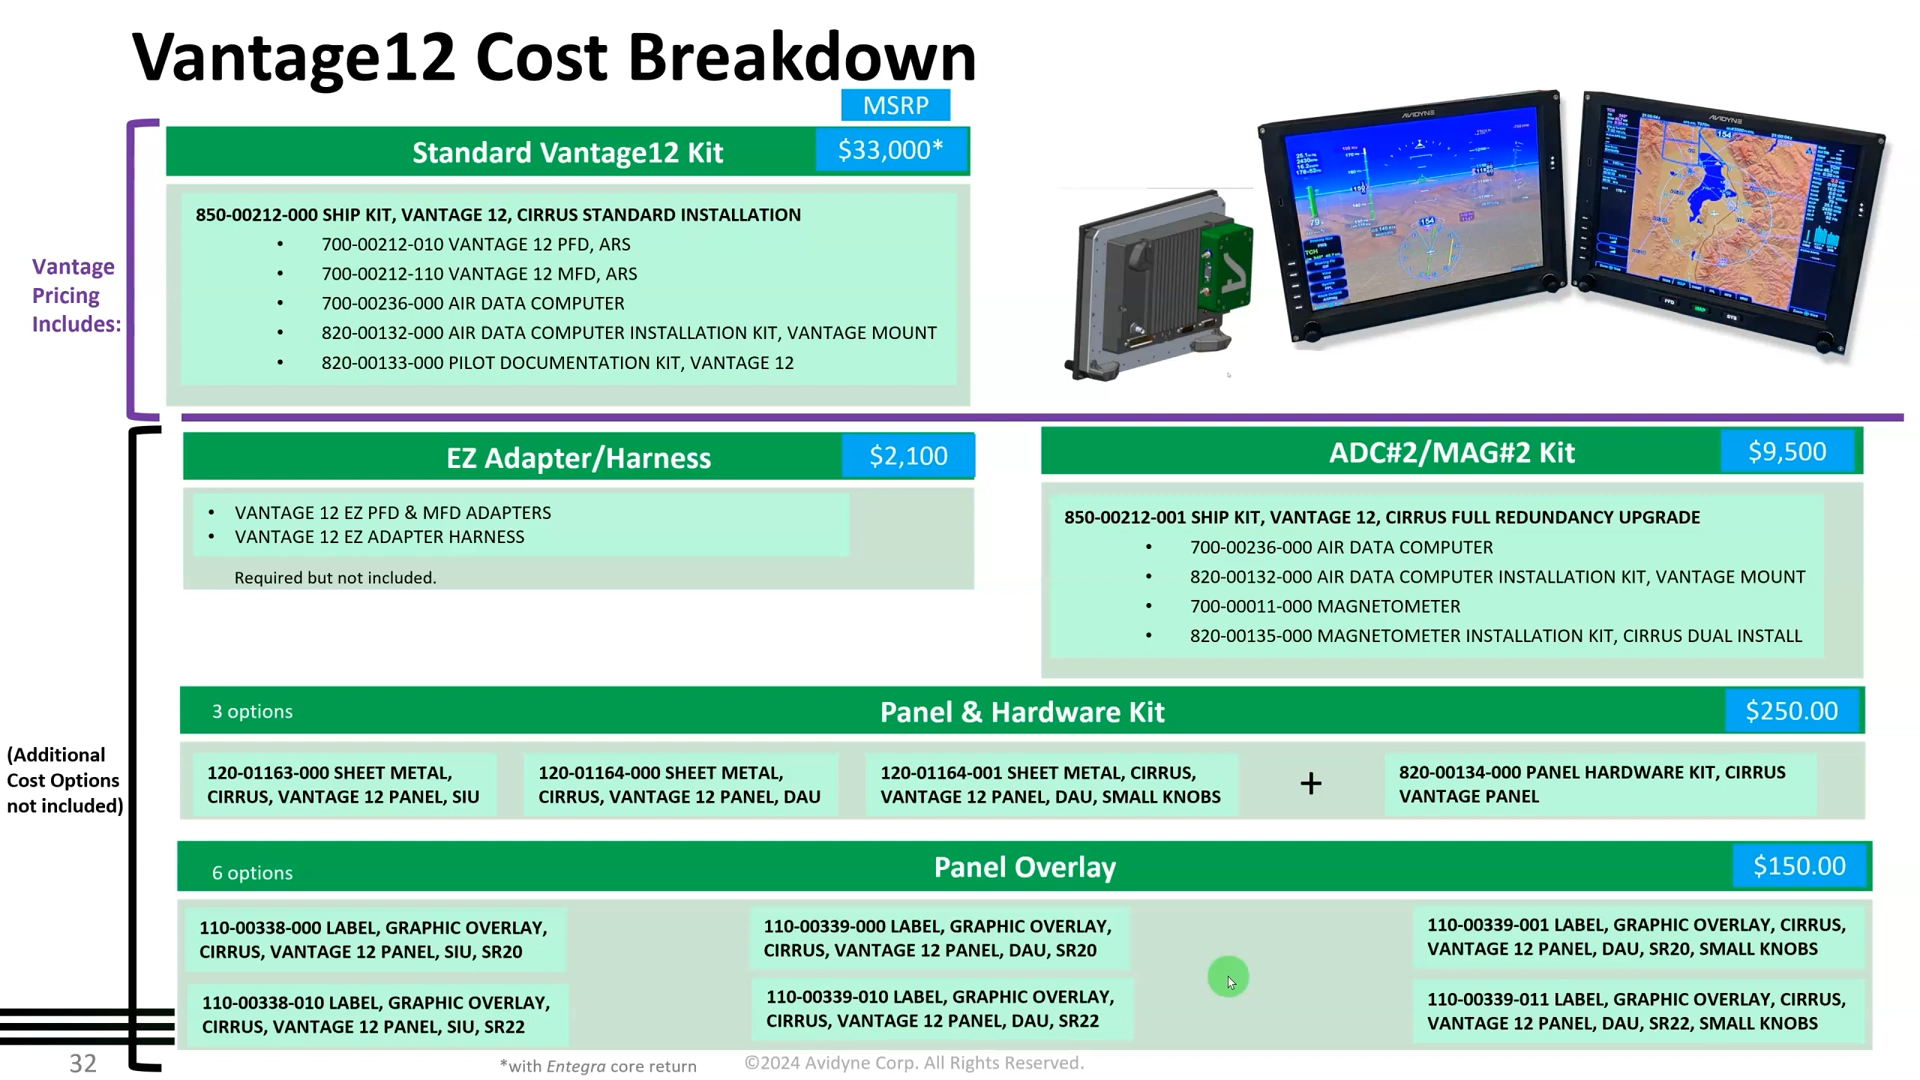 Vantage12 Cost Breakdown
MSRP
Standard Vantage12 Kit
$33,000*
Vantage
Pricing
Includes:
850-00212-000 SHIP KIT, VANTAGE 12, CIRRUS STANDARD INSTALLATION
• 700-00212-010 VANTAGE 12 PFD, ARS
• 700-00212-110 VANTAGE 12 MFD, ARS
• 700-00236-000 AIR DATA COMPUTER
• 820-00132-000 AIR DATA COMPUTER INSTALLATION KIT, VANTAGE MOUNT
• 820-00133-000 PILOT DOCUMENTATION KIT, VANTAGE 12
AVIDYNE
AVIDYNE
EZ Adapter/Harness
$2,100
• VANTAGE 12 EZ PFD & MFD ADAPTERS
• VANTAGE 12 EZ ADAPTER HARNESS
Required but not included.
ADC#2/MAG#2 Kit
$9,500
850-00212-001 SHIP KIT, VANTAGE 12, CIRRUS FULL REDUNDANCY UPGRADE
• 700-00236-000 AIR DATA COMPUTER
• 820-00132-000 AIR DATA COMPUTER INSTALLATION KIT, VANTAGE MOUNT
• 700-00011-000 MAGNETOMETER
• 820-00135-000 MAGNETOMETER INSTALLATION KIT, CIRRUS DUAL INSTALL
(Additional
Cost Options
not included)
3 options
Panel & Hardware Kit
$250.00
120-01163-000 SHEET METAL,
CIRRUS, VANTAGE 12 PANEL, SIU
120-01164-000 SHEET METAL,
CIRRUS, VANTAGE 12 PANEL, DAU
120-01164-001 SHEET METAL, CIRRUS,
VANTAGE 12 PANEL, DAU, SMALL KNOBS
+
820-00134-000 PANEL HARDWARE KIT, CIRRUS
VANTAGE PANEL
6 options
Panel Overlay
$150.00
110-00338-000 LABEL, GRAPHIC OVERLAY,
CIRRUS, VANTAGE 12 PANEL, SIU, SR20
110-00339-000 LABEL, GRAPHIC OVERLAY,
CIRRUS, VANTAGE 12 PANEL, DAU, SR20
110-00339-001 LABEL, GRAPHIC OVERLAY, CIRRUS,
VANTAGE 12 PANEL, DAU, SR20, SMALL KNOBS
110-00338-010 LABEL, GRAPHIC OVERLAY,
CIRRUS, VANTAGE 12 PANEL, SIU, SR22
110-00339-010 LABEL, GRAPHIC OVERLAY,
CIRRUS, VANTAGE 12 PANEL, DAU, SR22
110-00339-011 LABEL, GRAPHIC OVERLAY, CIRRUS,
VANTAGE 12 PANEL, DAU, SR22, SMALL KNOBS
32
*with Entegra core return
©2024 Avidyne Corp. All Rights Reserved.